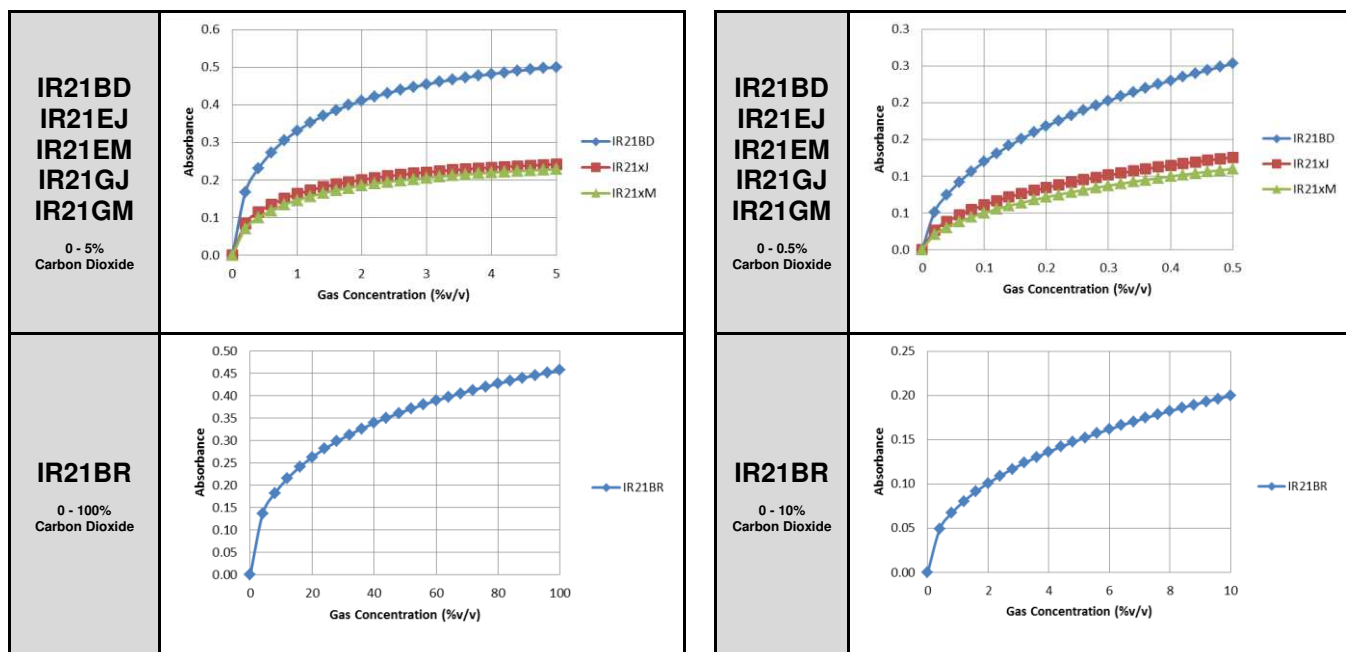 IR21BD
IR21EJ
IR21EM
IR21GJ
IR21GM
0 - 5%
Carbon Dioxide
Absorbance
0.6
0.5
0.4
0.3
0.2
0.1
0.0
0 1 2 3 4 5
Gas Concentration (%v/v)
IR21BD
IR21xJ
IR21xM
IR21BD
IR21EJ
IR21EM
IR21GJ
IR21GM
0 - 0.5%
Carbon Dioxide
Absorbance
0.3
0.3
0.2
0.2
0.1
0.1
0.0
0 0.1 0.2 0.3 0.4 0.5
Gas Concentration (%v/v)
IR21BD
IR21xJ
IR21xM
IR21BR
0 - 100%
Carbon Dioxide
Absorbance
0.50
0.45
0.40
0.35
0.30
0.25
0.20
0.15
0.10
0.05
0.00
0 20 40 60 80 100
Gas Concentration (%v/v)
IR21BR
IR21BR
0 - 10%
Carbon Dioxide
Absorbance
0.25
0.20
0.15
0.10
0.05
0.00
0 2 4 6 8 10
Gas Concentration (%v/v)
IR21BR